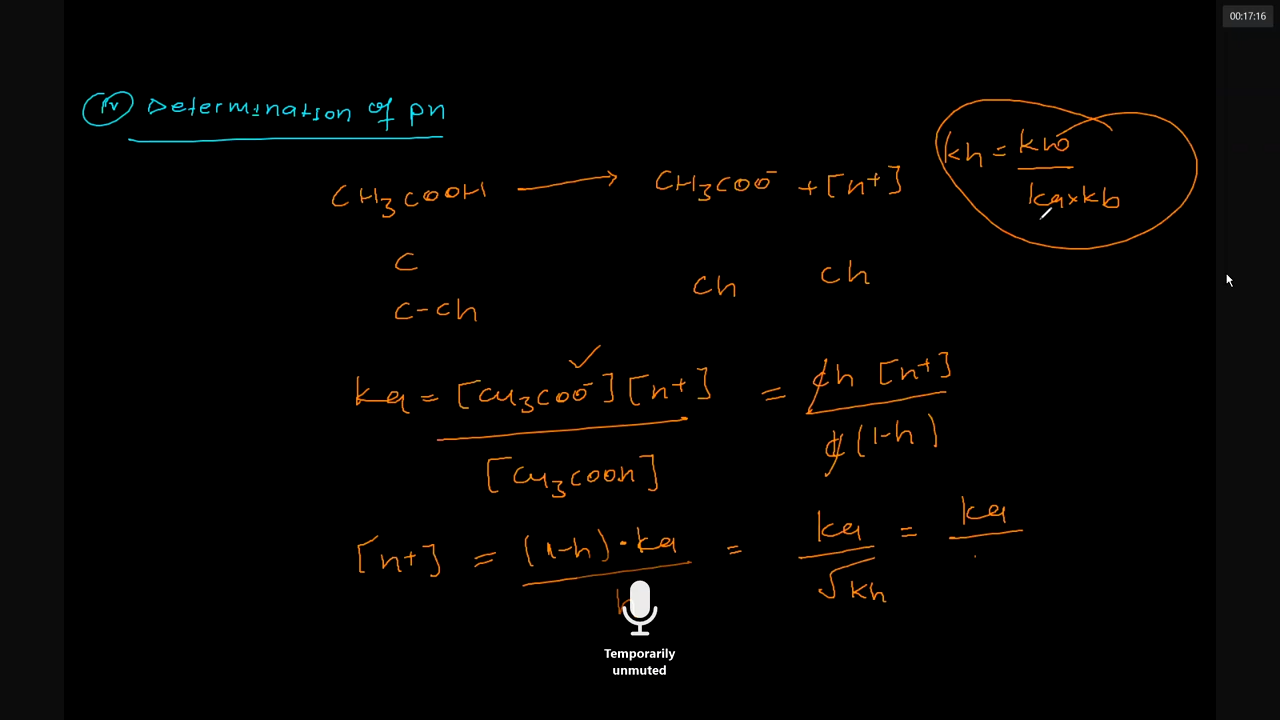 00:17:16
(iv) Determination of pH
CH3COOH → CH3COO⁻ + [H+]
kh = kw / ka×kb
C
C-Ch Ch Ch
ka = [CH3COO⁻][H+] / [CH3COOH] = Ch [H+] / C(1-h)
[H+] = (1-h)·ka / h = ka / √kh = ka
Temporarily
unmuted